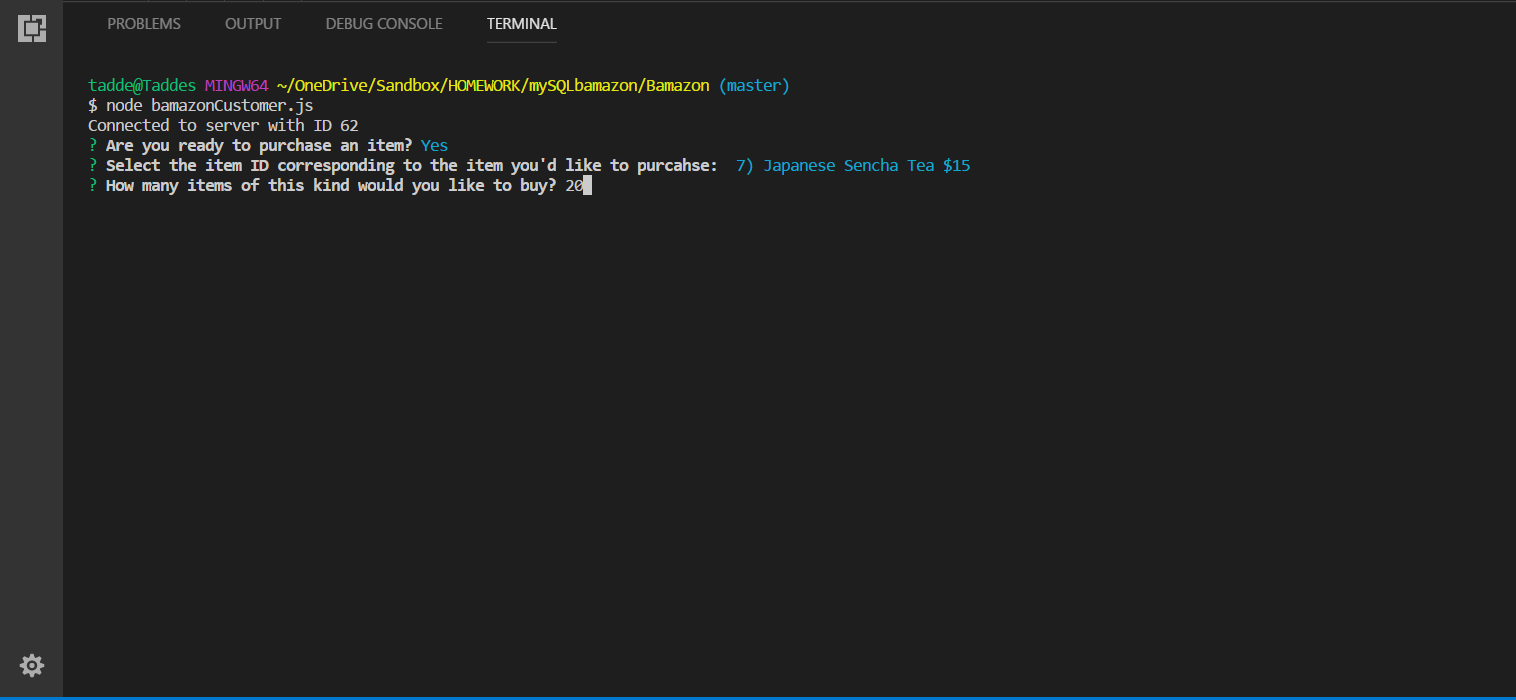 PROBLEMS OUTPUT DEBUG CONSOLE TERMINAL
tadde@Taddes MINGW64 ~/OneDrive/Sandbox/HOMEWORK/mySQLbamazon/Bamazon (master)
$ node bamazonCustomer.js
Connected to server with ID 62
? Are you ready to purchase an item? Yes
? Select the item ID corresponding to the item you'd like to purcahse:  7) Japanese Sencha Tea $15
? How many items of this kind would you like to buy? 20